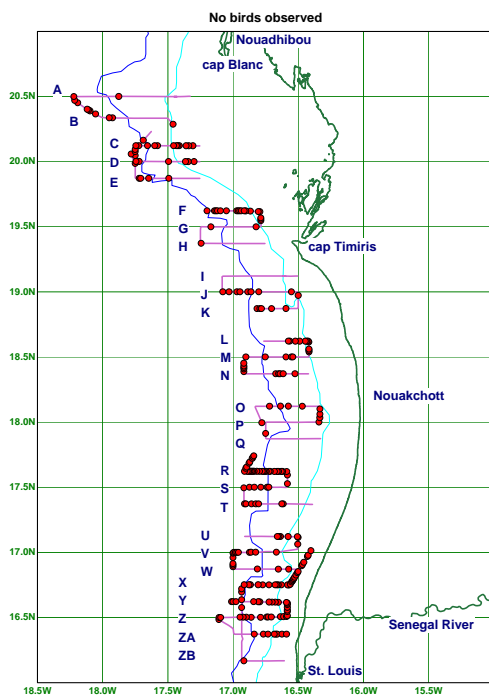 No birds observed
Nouadhibou
cap Blanc
A
20.5N
B
C
20.0N
D
E
F
19.5N
G
H
cap Timiris
I
19.0N
J
K
L
18.5N
M
N
Nouakchott
O
18.0N
P
Q
R
17.5N
S
T
U
17.0N
V
W
X
Y
16.5N
Z
Senegal River
ZA
ZB
St. Louis
18.5W 18.0W 17.5W 17.0W 16.5W 16.0W 15.5W